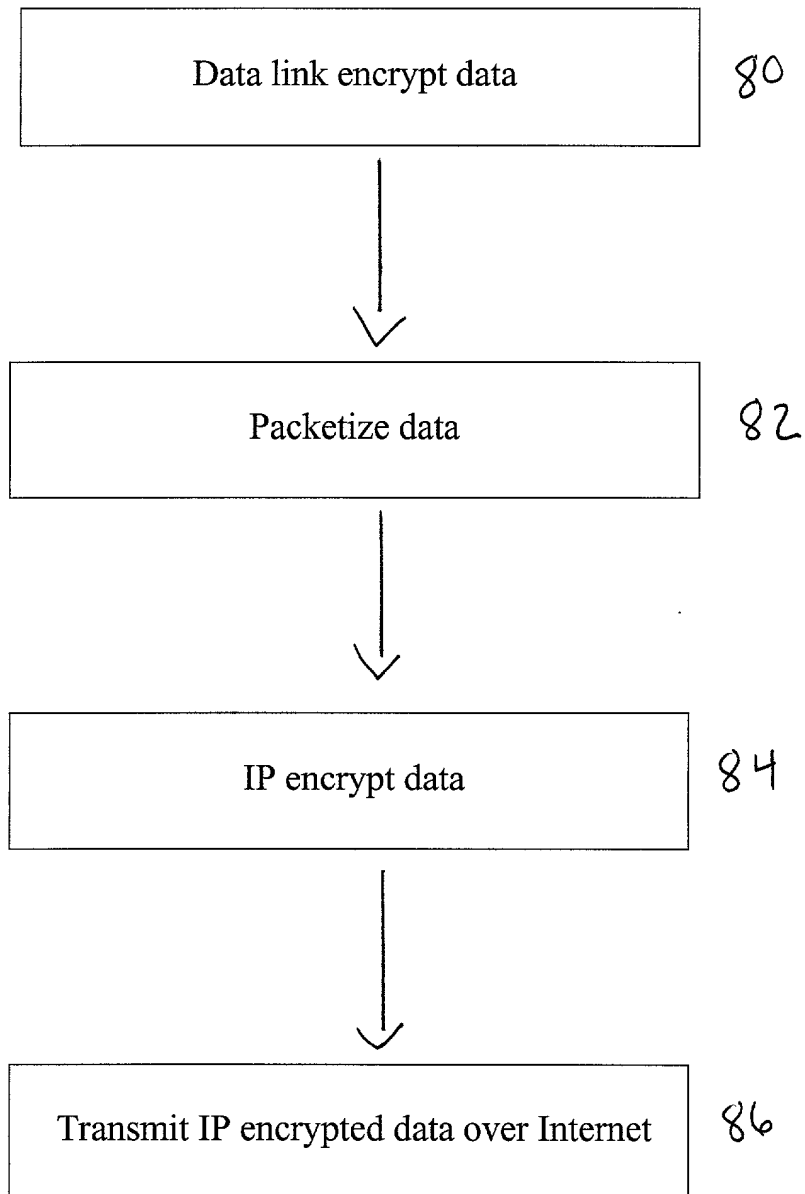 Data link encrypt data 80
Packetize data 82
IP encrypt data 84
Transmit IP encrypted data over Internet 86